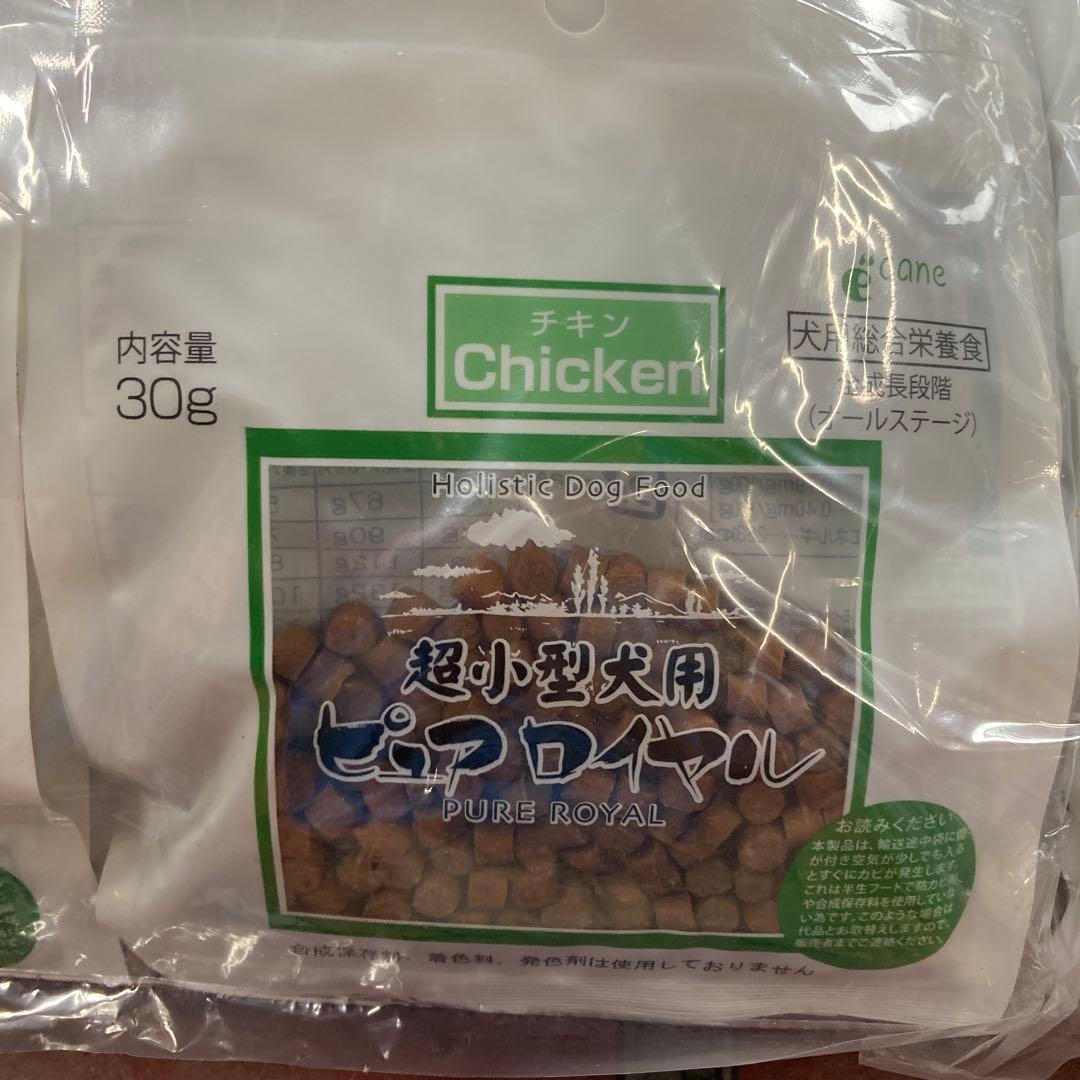 ë cane
チキン
Chicken
内容量
30g
犬用総合栄養食
全成長段階
(オールステージ)
Holistic Dog Food
67g
90g
112g
超小型犬用
ピュアロイヤル
PURE ROYAL
お読みください
本製品は、輸送途中袋に傷
が付き空気が少しでも入る
とすぐにカビが発生します
これは半生フードで防カビ剤
や合成保存料を使用していな
い為です。このような場合は
代品とお取替えしますので、
販売者までご連絡ください。
合成保存料、着色料、発色剤は使用しておりません